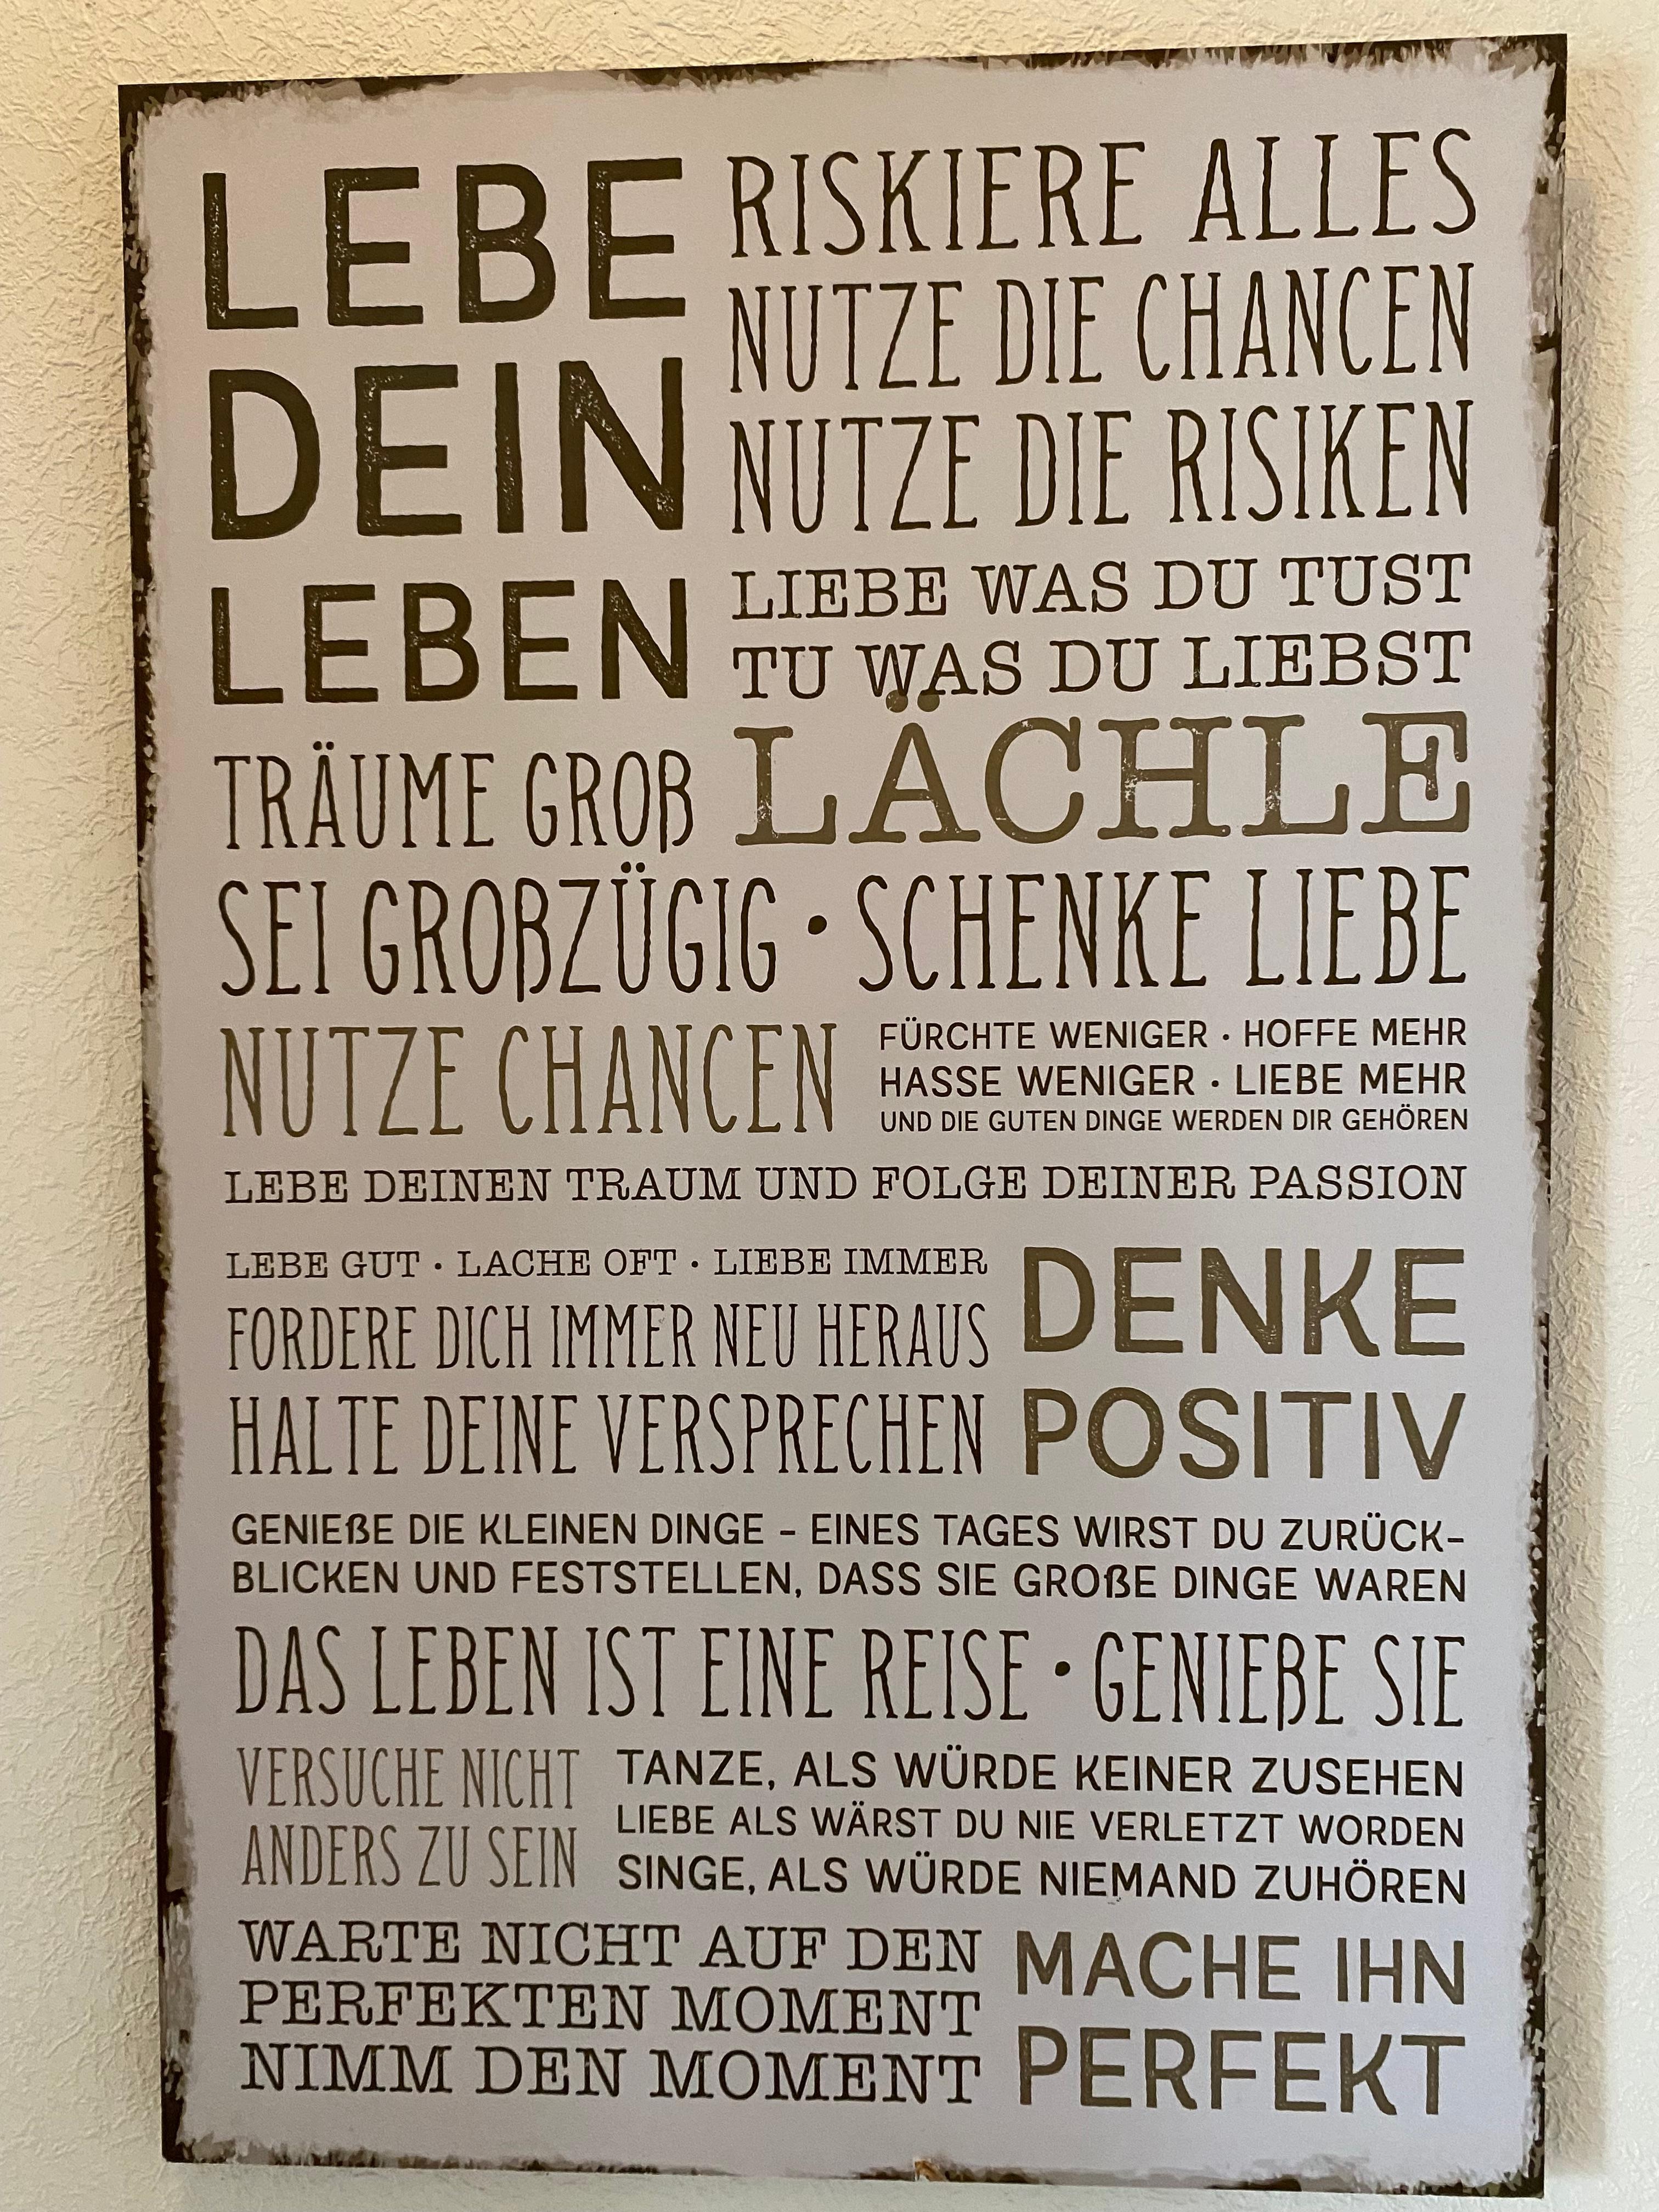 LEBE
DEIN
LEBEN
RISKIERE ALLES
NUTZE DIE CHANCEN
NUTZE DIE RISIKEN
LIEBE WAS DU TUST
TU WAS DU LIEBST
TRÄUME GROß
LÄCHLE
SEI GROßZÜGIG • SCHENKE LIEBE
NUTZE CHANCEN
FÜRCHTE WENIGER • HOFFE MEHR
HASSE WENIGER • LIEBE MEHR
UND DIE GUTEN DINGE WERDEN DIR GEHÖREN
LEBE DEINEN TRAUM UND FOLGE DEINER PASSION
LEBE GUT • LACHE OFT • LIEBE IMMER
FORDERE DICH IMMER NEU HERAUS
HALTE DEINE VERSPRECHEN
DENKE
POSITIV
GENIEßE DIE KLEINEN DINGE – EINES TAGES WIRST DU ZURÜCK-
BLICKEN UND FESTSTELLEN, DASS SIE GROßE DINGE WAREN
DAS LEBEN IST EINE REISE • GENIEßE SIE
VERSUCHE NICHT
ANDERS ZU SEIN
TANZE, ALS WÜRDE KEINER ZUSEHEN
LIEBE ALS WÄRST DU NIE VERLETZT WORDEN
SINGE, ALS WÜRDE NIEMAND ZUHÖREN
WARTE NICHT AUF DEN
PERFEKTEN MOMENT
NIMM DEN MOMENT
MACHE IHN
PERFEKT